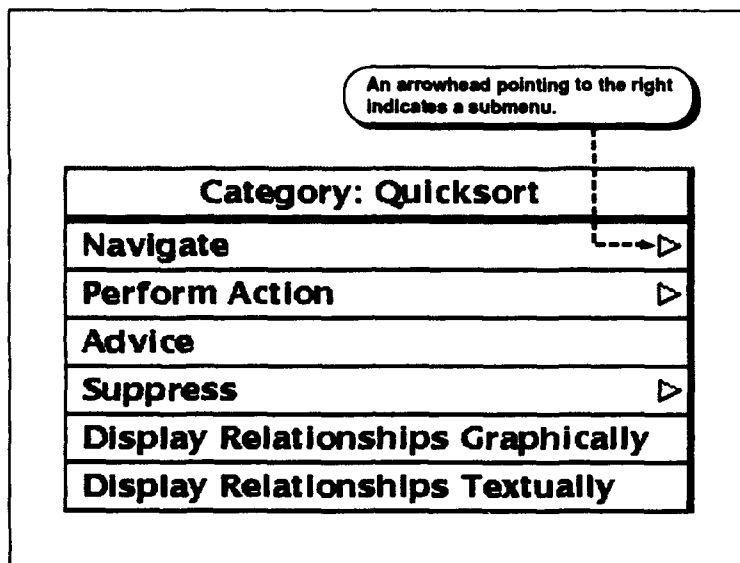 An arrowhead pointing to the right
indicates a submenu.
Category: Quicksort
Navigate
Perform Action
Advice
Suppress
Display Relationships Graphically
Display Relationships Textually